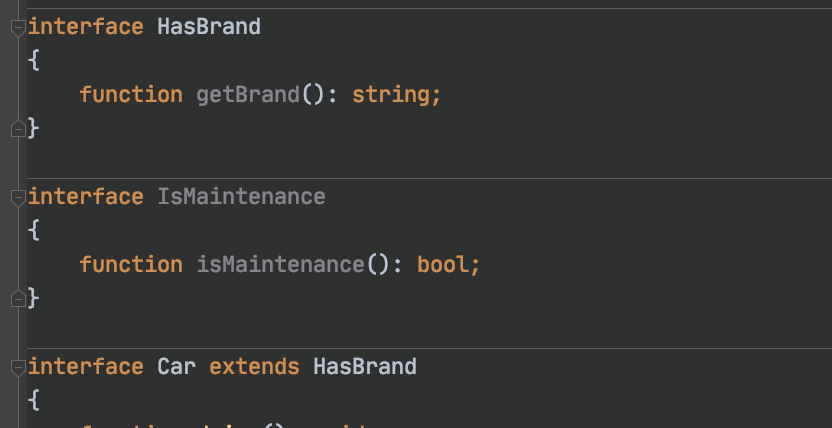 interface HasBrand
{
    function getBrand(): string;
}
interface IsMaintenance
{
    function isMaintenance(): bool;
}
interface Car extends HasBrand
{